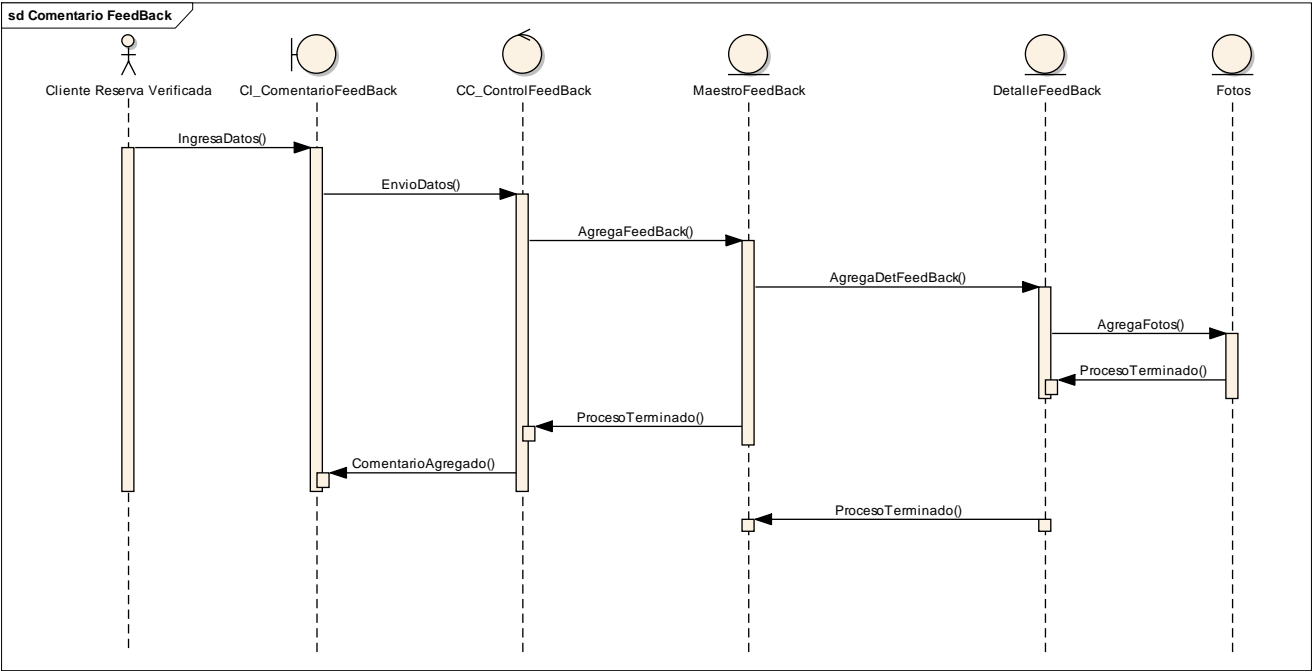 sd Comentario FeedBack
Cliente Reserva Verificada
CI_ComentarioFeedBack
CC_ControlFeedBack
MaestroFeedBack
DetalleFeedBack
Fotos
IngresaDatos()
EnvioDatos()
AgregaFeedBack()
AgregaDetFeedBack()
AgregaFotos()
ProcesoTerminado()
ProcesoTerminado()
ComentarioAgregado()
ProcesoTerminado()